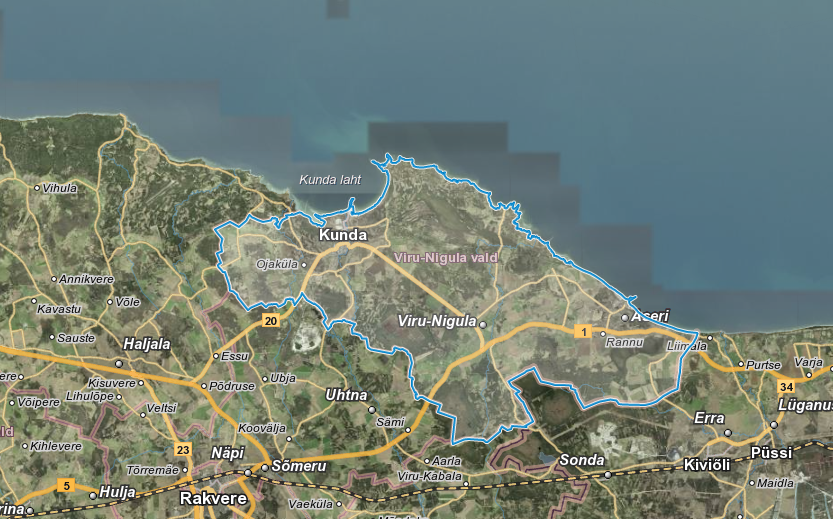 Kunda laht
Vihula
Kunda
Viru-Nigula vald
Ojaküla
Annikvere
Võle
Kavastu
20
Viru-Nigula
Aseri
1
Sauste
Haljala
Rannu
Liimala
Essu
Purtse
Varja
Kisuvere
Põdruse
Ubja
34
Lihulõpe
Uhtna
Võipere
Veltsi
Lüganus
Sämi
Erra
Koovälja
Kihlevere
23
Näpi
Aarla
Sonda
Püssi
Tõrremäe
Sõmeru
Kiviõli
Viru-Kabala
Maidla
5
Hulja
Rakvere
Vaeküla